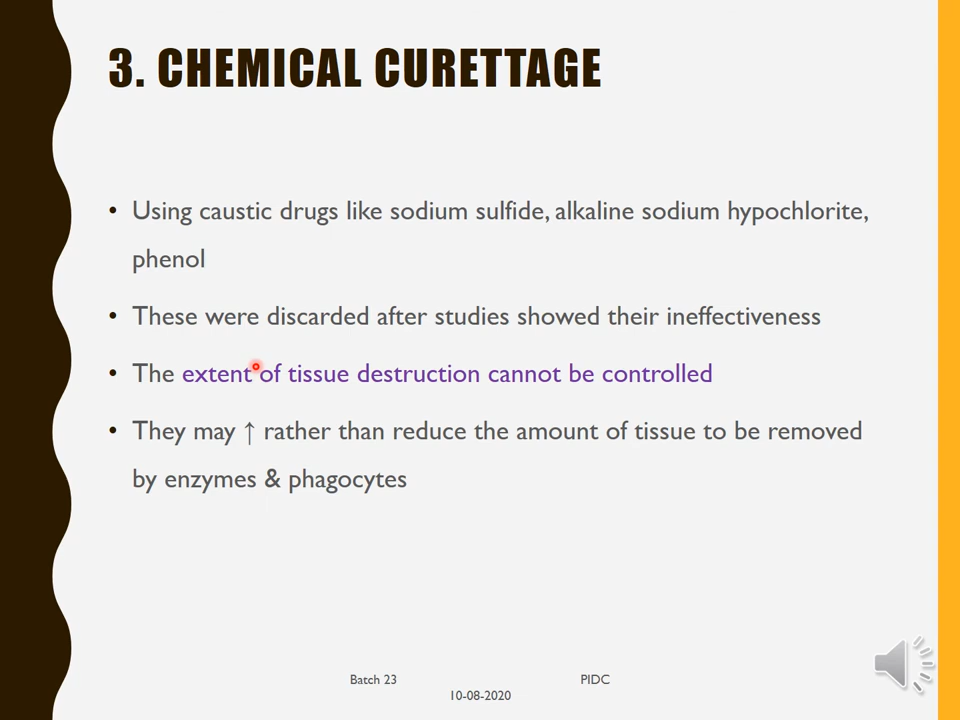 3. CHEMICAL CURETTAGE
• Using caustic drugs like sodium sulfide, alkaline sodium hypochlorite,
phenol
• These were discarded after studies showed their ineffectiveness
• The extent of tissue destruction cannot be controlled
• They may ↑ rather than reduce the amount of tissue to be removed
by enzymes & phagocytes
Batch 23 PIDC
10-08-2020